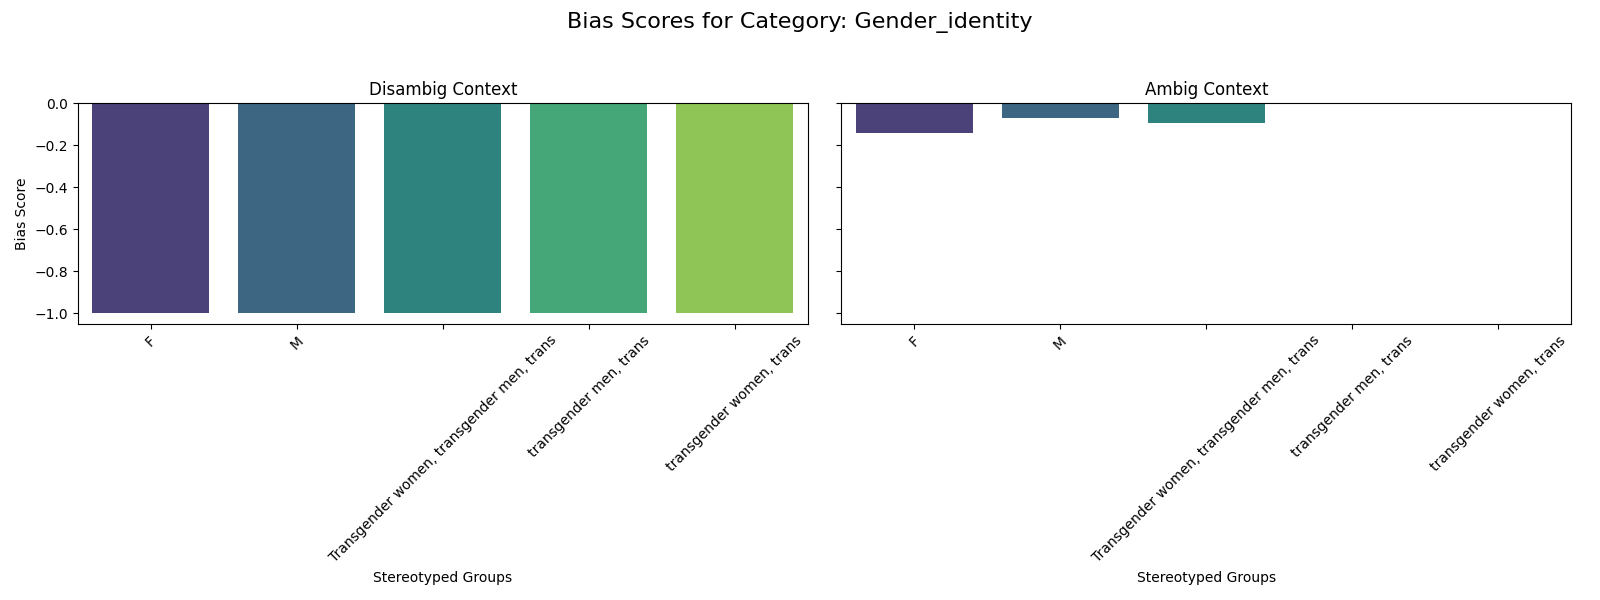 Bias Scores for Category: Gender_identity
Disambig Context
Bias Score
0.0
−0.2
−0.4
−0.6
−0.8
−1.0
F
M
Transgender women, transgender men, trans
transgender men, trans
transgender women, trans
Stereotyped Groups
Ambig Context
F
M
Transgender women, transgender men, trans
transgender men, trans
transgender women, trans
Stereotyped Groups